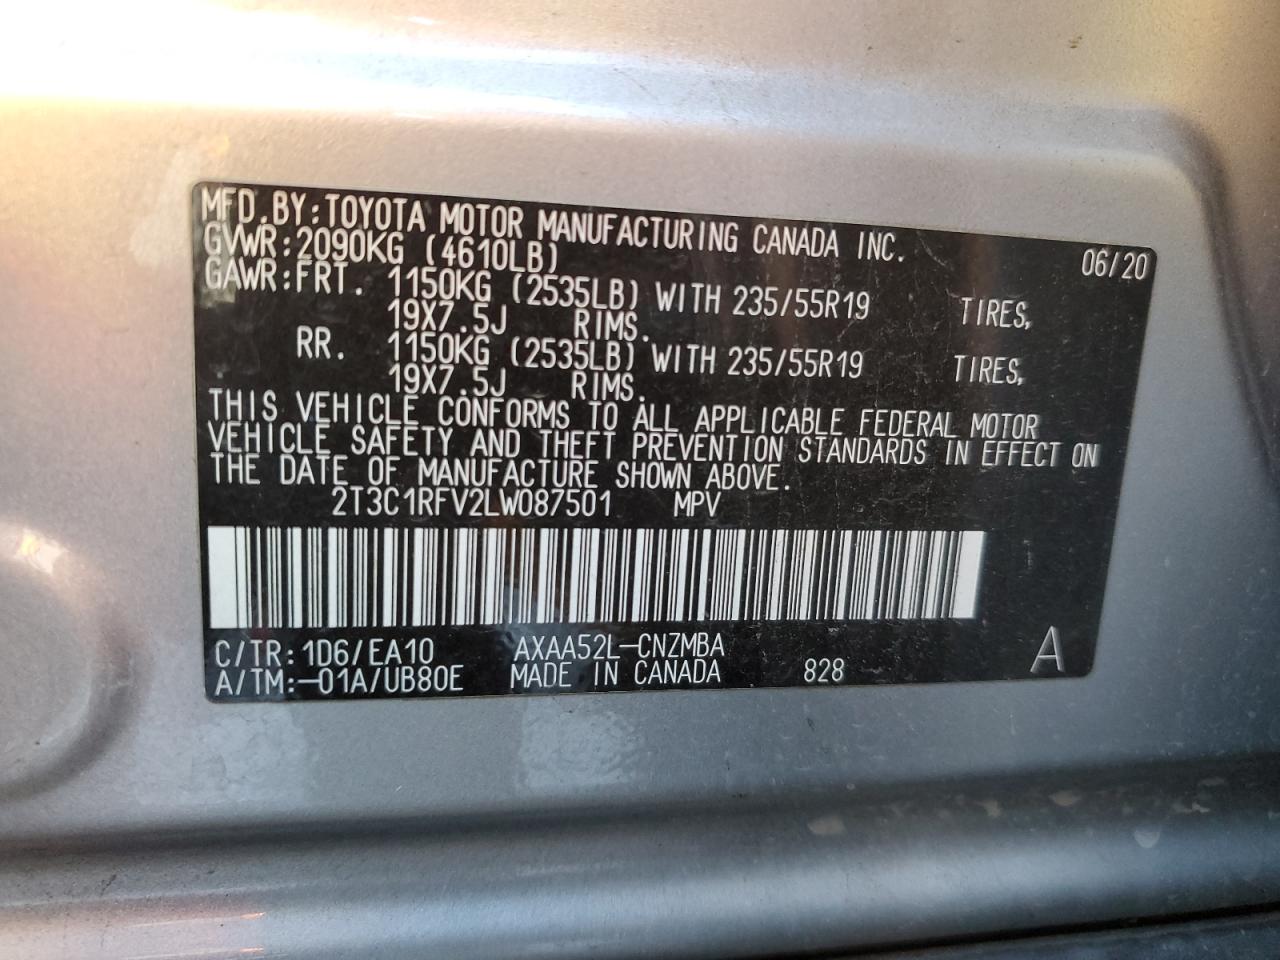 MFD.BY:TOYOTA MOTOR MANUFACTURING CANADA INC. 06/20
GVWR:2090KG (4610LB)
GAWR:FRT. 1150KG (2535LB) WITH 235/55R19 TIRES,
19X7.5J RIMS.
RR. 1150KG (2535LB) WITH 235/55R19 TIRES,
19X7.5J RIMS.
THIS VEHICLE CONFORMS TO ALL APPLICABLE FEDERAL MOTOR
VEHICLE SAFETY AND THEFT PREVENTION STANDARDS IN EFFECT ON
THE DATE OF MANUFACTURE SHOWN ABOVE.
2T3C1RFV2LW087501 MPV
C/TR:1D6/EA10 AXAA52L-CNZMBA A
A/TM:-01A/UB80E MADE IN CANADA 828